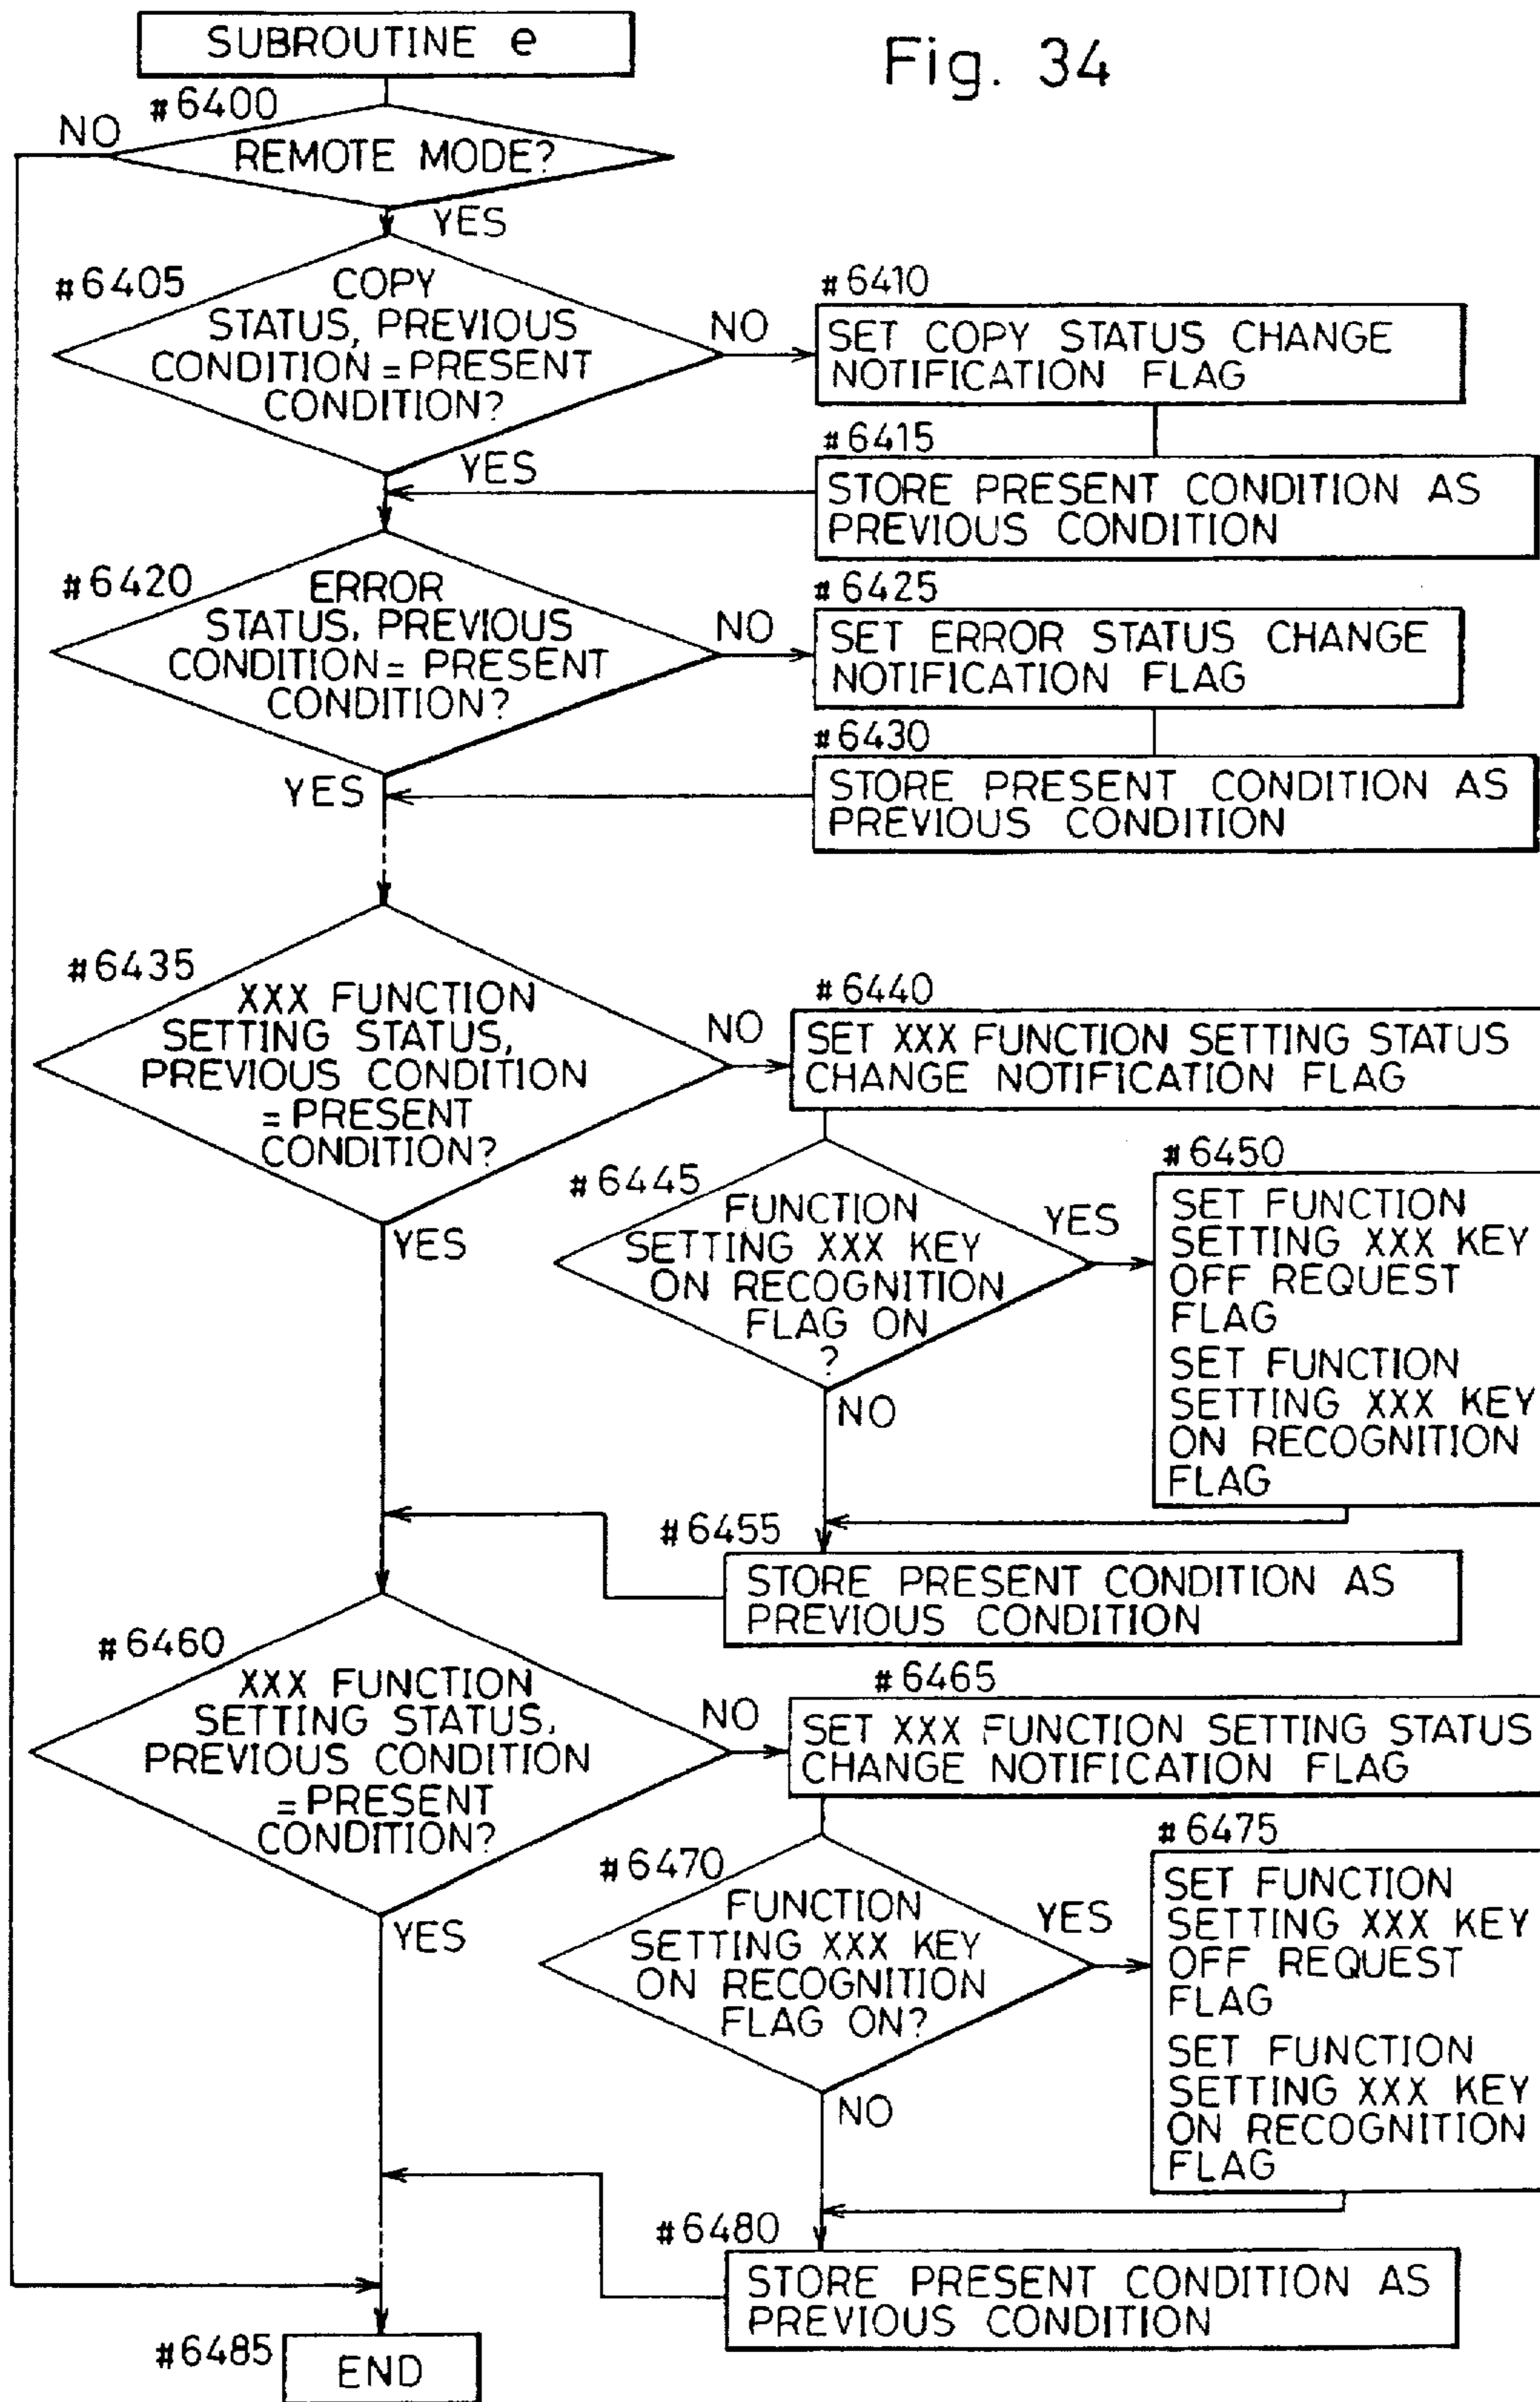 SUBROUTINE e
Fig. 34
#6400
NO
REMOTE MODE?
YES
#6405
COPY
STATUS, PREVIOUS
CONDITION = PRESENT
CONDITION?
NO
#6410
SET COPY STATUS CHANGE
NOTIFICATION FLAG
YES
#6415
STORE PRESENT CONDITION AS
PREVIOUS CONDITION
#6420
ERROR
STATUS, PREVIOUS
CONDITION = PRESENT
CONDITION?
NO
#6425
SET ERROR STATUS CHANGE
NOTIFICATION FLAG
YES
#6430
STORE PRESENT CONDITION AS
PREVIOUS CONDITION
#6435
XXX FUNCTION
SETTING STATUS,
PREVIOUS CONDITION
= PRESENT
CONDITION?
NO
#6440
SET XXX FUNCTION SETTING STATUS
CHANGE NOTIFICATION FLAG
YES
#6445
FUNCTION
SETTING XXX KEY
ON RECOGNITION
FLAG ON
?
YES
#6450
SET FUNCTION
SETTING XXX KEY
OFF REQUEST
FLAG
SET FUNCTION
SETTING XXX KEY
ON RECOGNITION
FLAG
NO
#6455
STORE PRESENT CONDITION AS
PREVIOUS CONDITION
#6460
XXX FUNCTION
SETTING STATUS,
PREVIOUS CONDITION
= PRESENT
CONDITION?
NO
#6465
SET XXX FUNCTION SETTING STATUS
CHANGE NOTIFICATION FLAG
YES
#6470
FUNCTION
SETTING XXX KEY
ON RECOGNITION
FLAG ON?
YES
#6475
SET FUNCTION
SETTING XXX KEY
OFF REQUEST
FLAG
SET FUNCTION
SETTING XXX KEY
ON RECOGNITION
FLAG
NO
#6480
STORE PRESENT CONDITION AS
PREVIOUS CONDITION
#6485
END